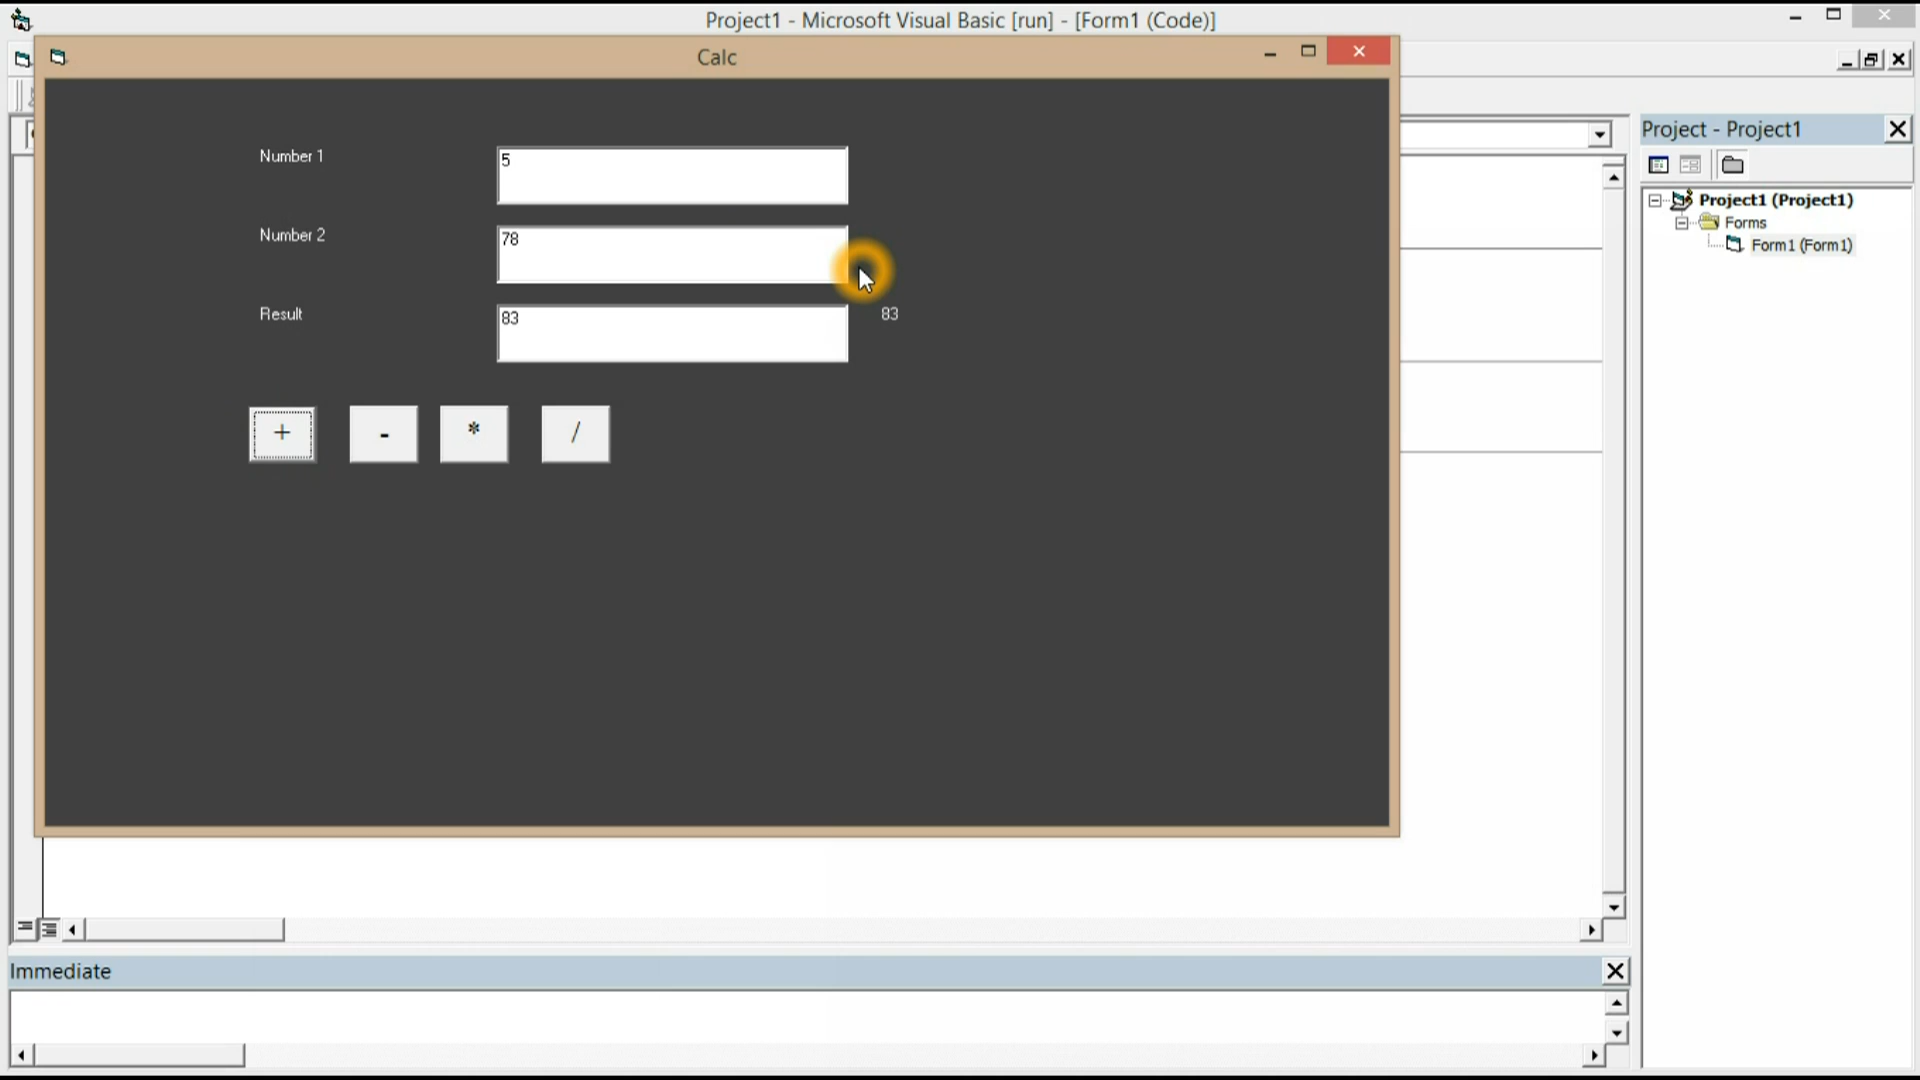 Project1 - Microsoft Visual Basic [run] - [Form1 (Code)]
Calc
Project - Project1
Number 1
5
Project1 (Project1)
Forms
Number 2
78
Form1 (Form1)
Result
83
83
+
-
*
/
Immediate